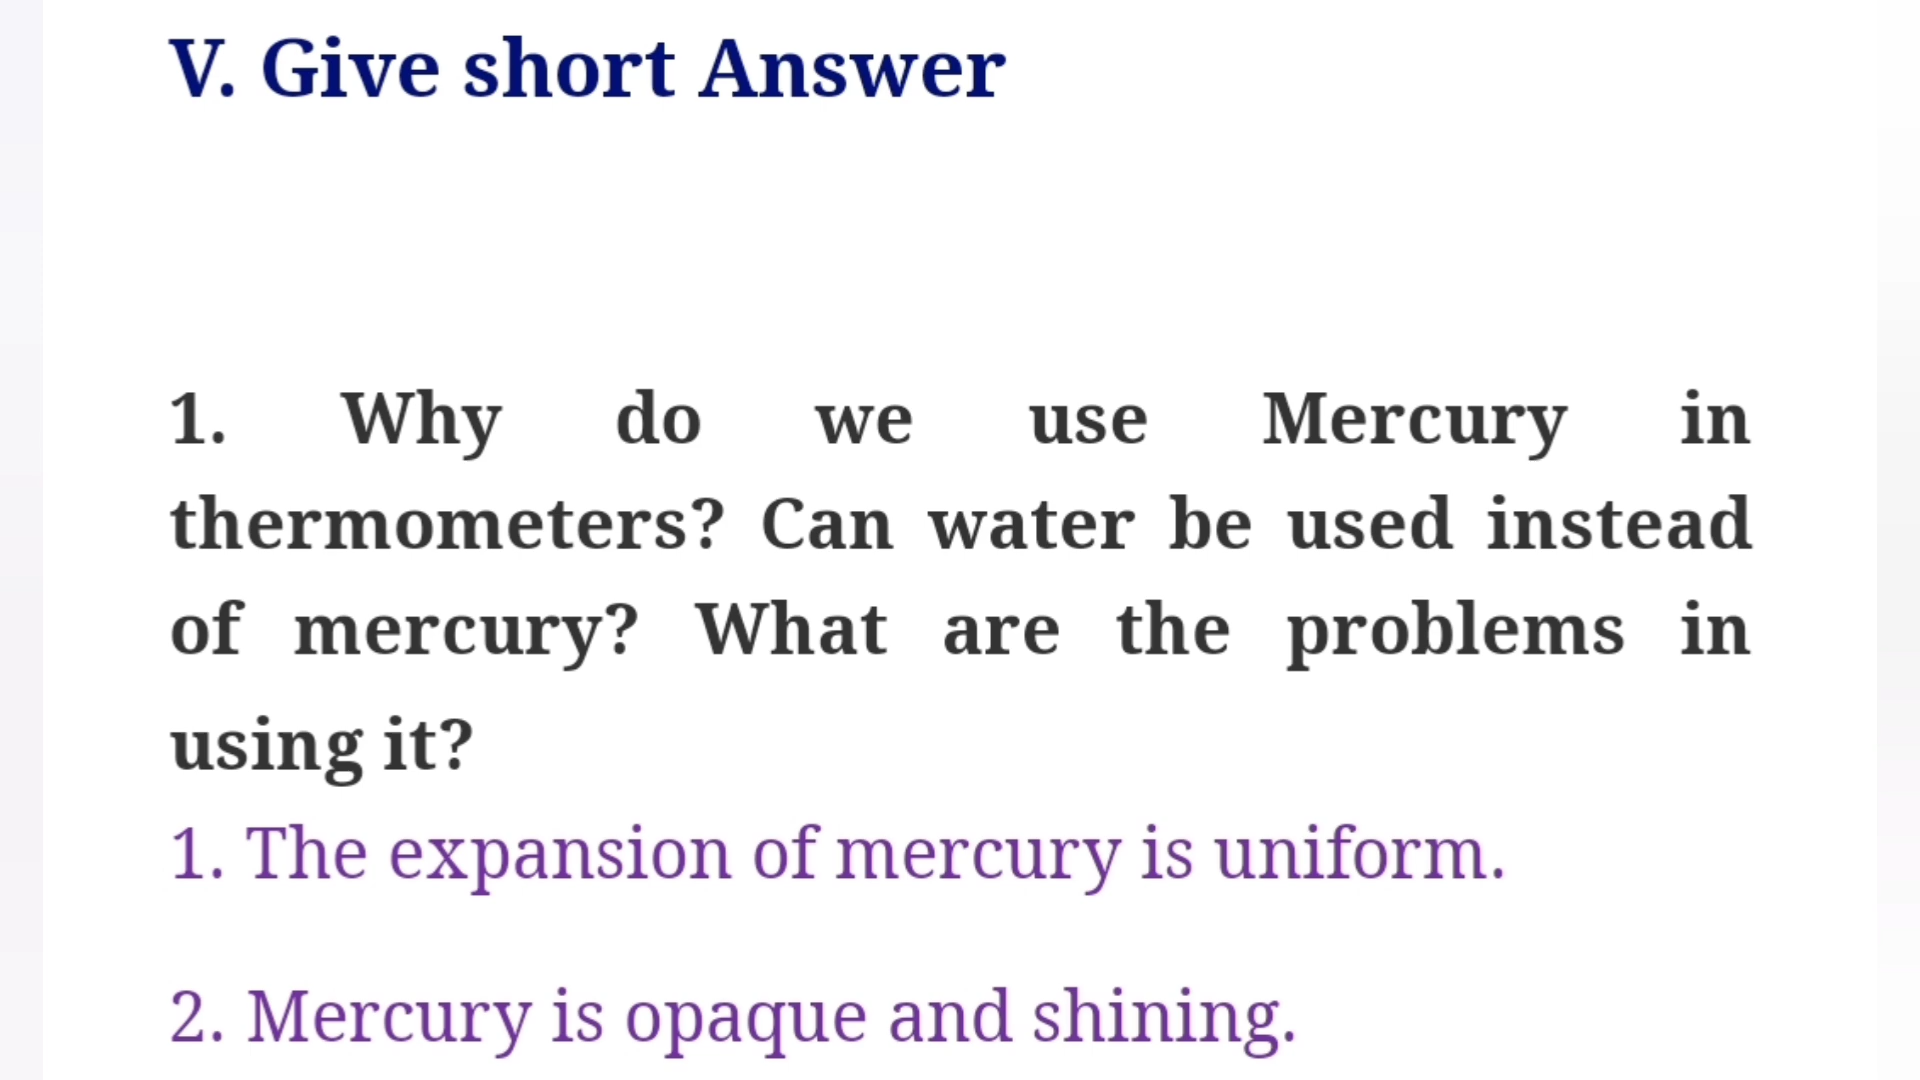 V. Give short Answer
1. Why do we use Mercury in
thermometers? Can water be used instead
of mercury? What are the problems in
using it?
1. The expansion of mercury is uniform.
2. Mercury is opaque and shining.